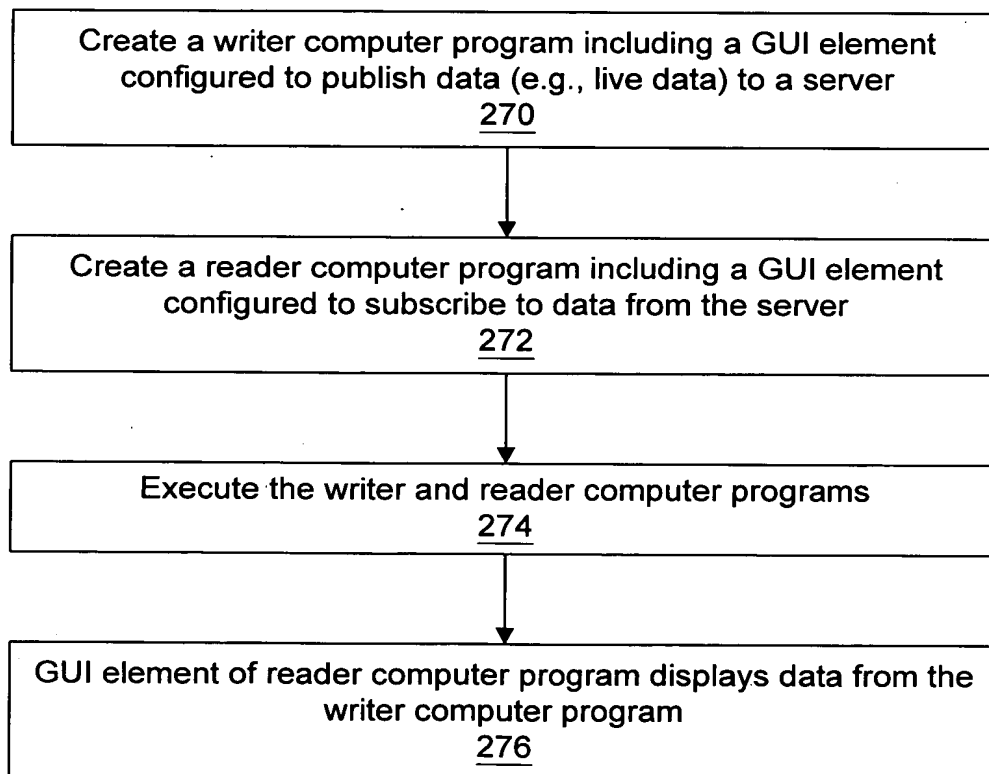 Create a writer computer program including a GUI element
configured to publish data (e.g., live data) to a server
270
Create a reader computer program including a GUI element
configured to subscribe to data from the server
272
Execute the writer and reader computer programs
274
GUI element of reader computer program displays data from the
writer computer program
276